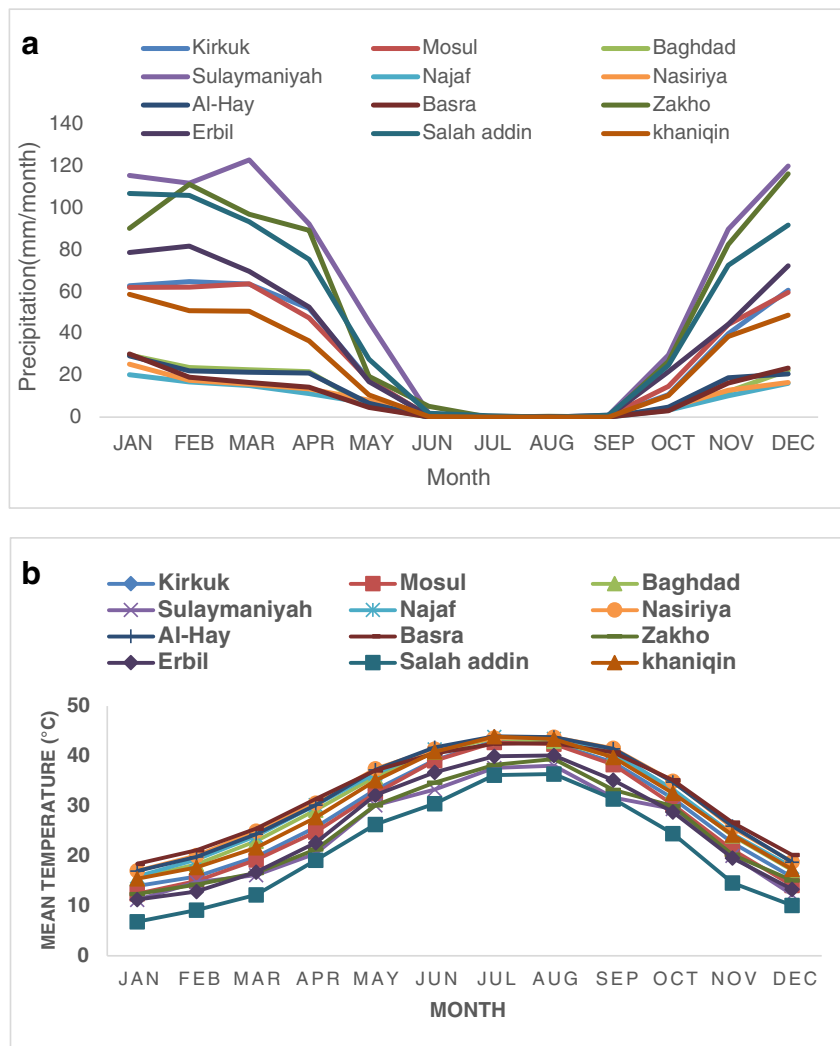 a
Kirkuk Mosul Baghdad
Sulaymaniyah Najaf Nasiriya
Al-Hay Basra Zakho
Erbil Salah addin khaniqin
Precipitation(mm/month)
140
120
100
80
60
40
20
0
JAN FEB MAR APR MAY JUN JUL AUG SEP OCT NOV DEC
Month
b
Kirkuk Mosul Baghdad
Sulaymaniyah Najaf Nasiriya
Al-Hay Basra Zakho
Erbil Salah addin khaniqin
MEAN TEMPERATURE (°C)
50
40
30
20
10
0
JAN FEB MAR APR MAY JUN JUL AUG SEP OCT NOV DEC
MONTH